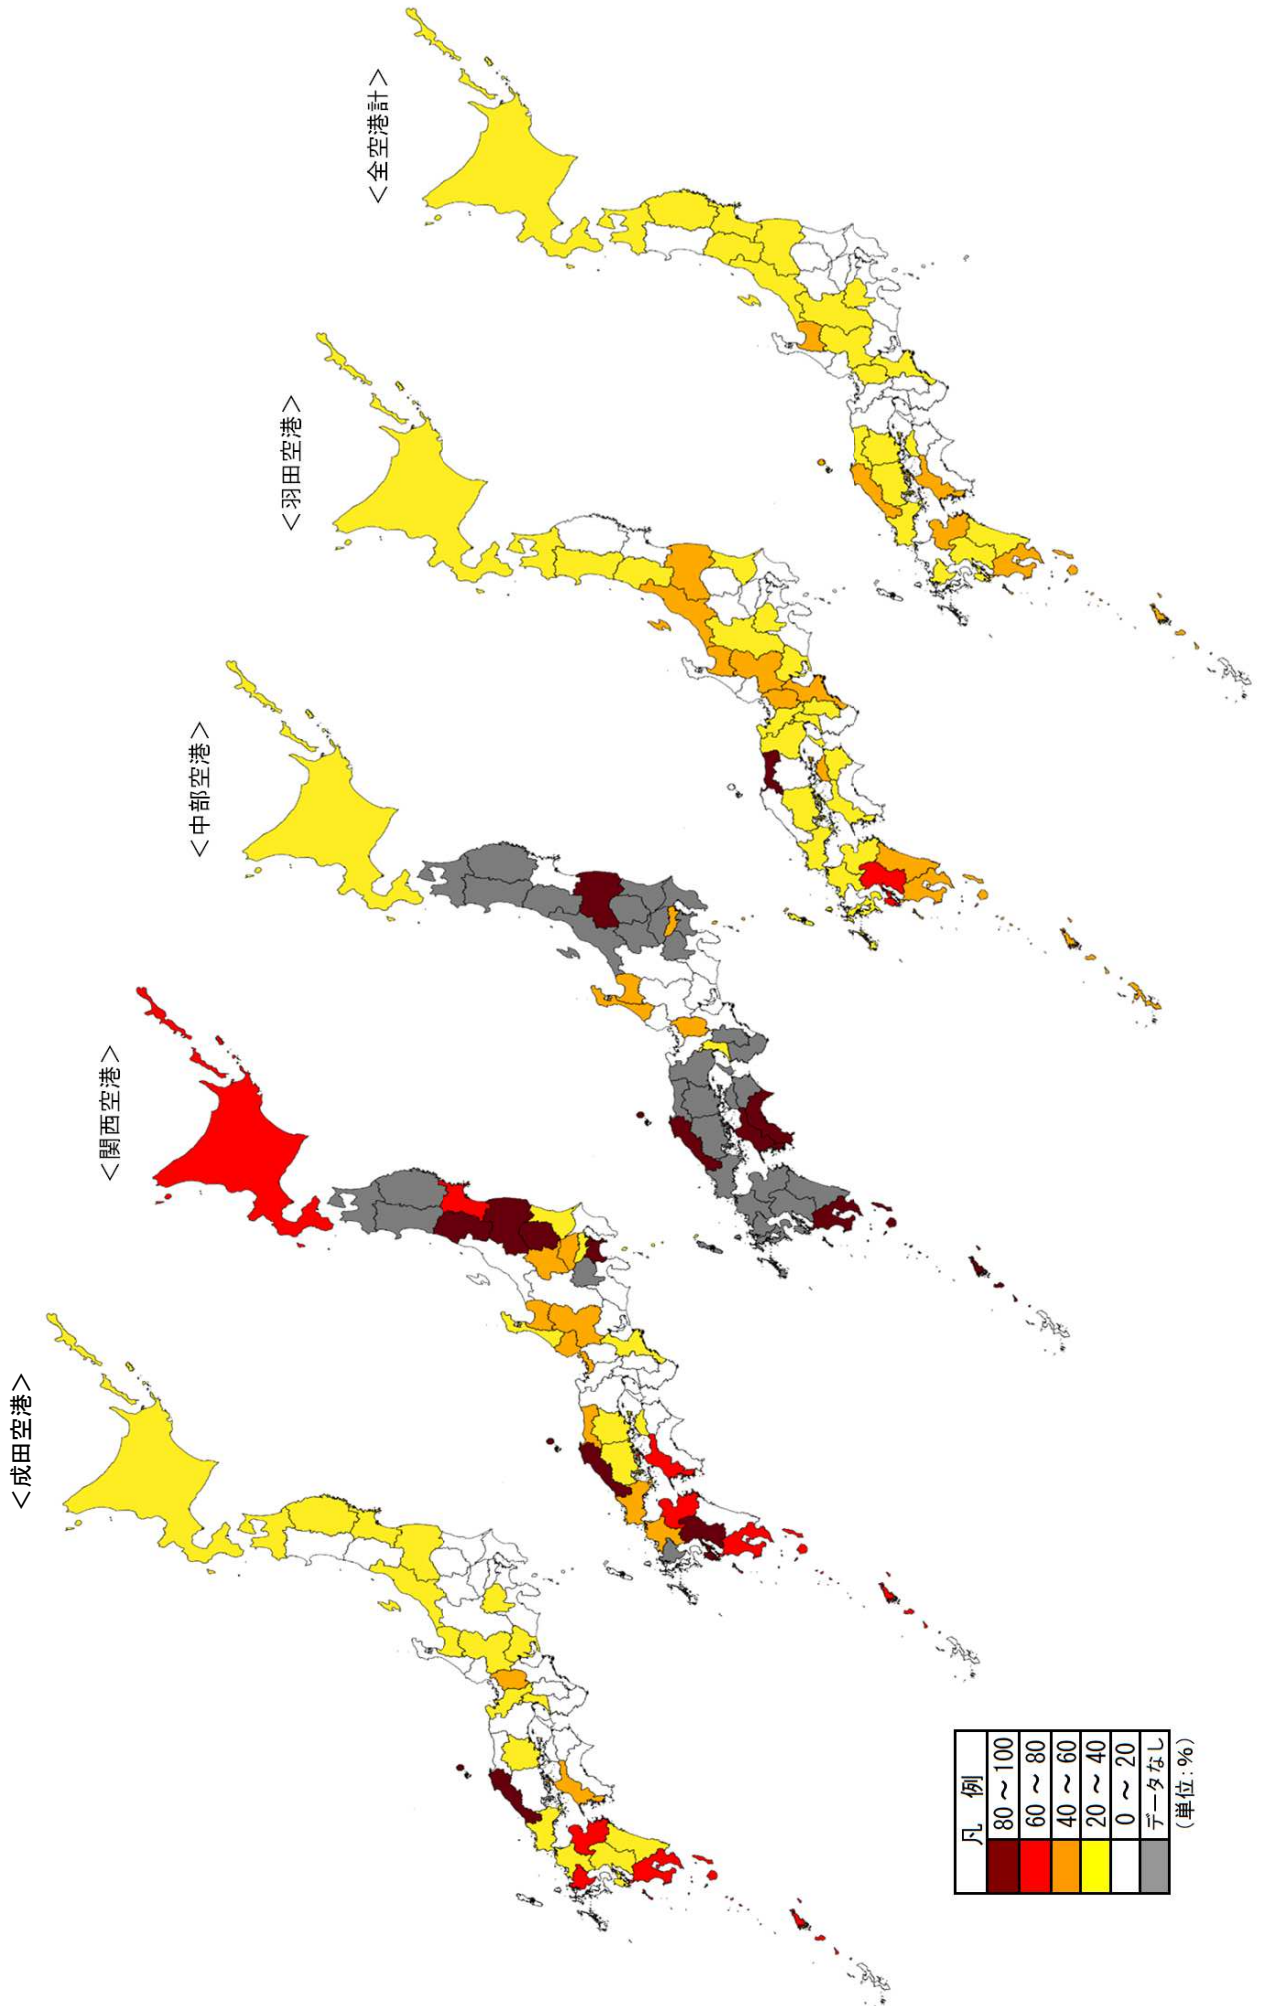 ＜全空港計＞
＜羽田空港＞
＜中部空港＞
＜関西空港＞
＜成田空港＞
凡 例
80 ～ 100
60 ～ 80
40 ～ 60
20 ～ 40
0 ～ 20
データなし
(単位：%)